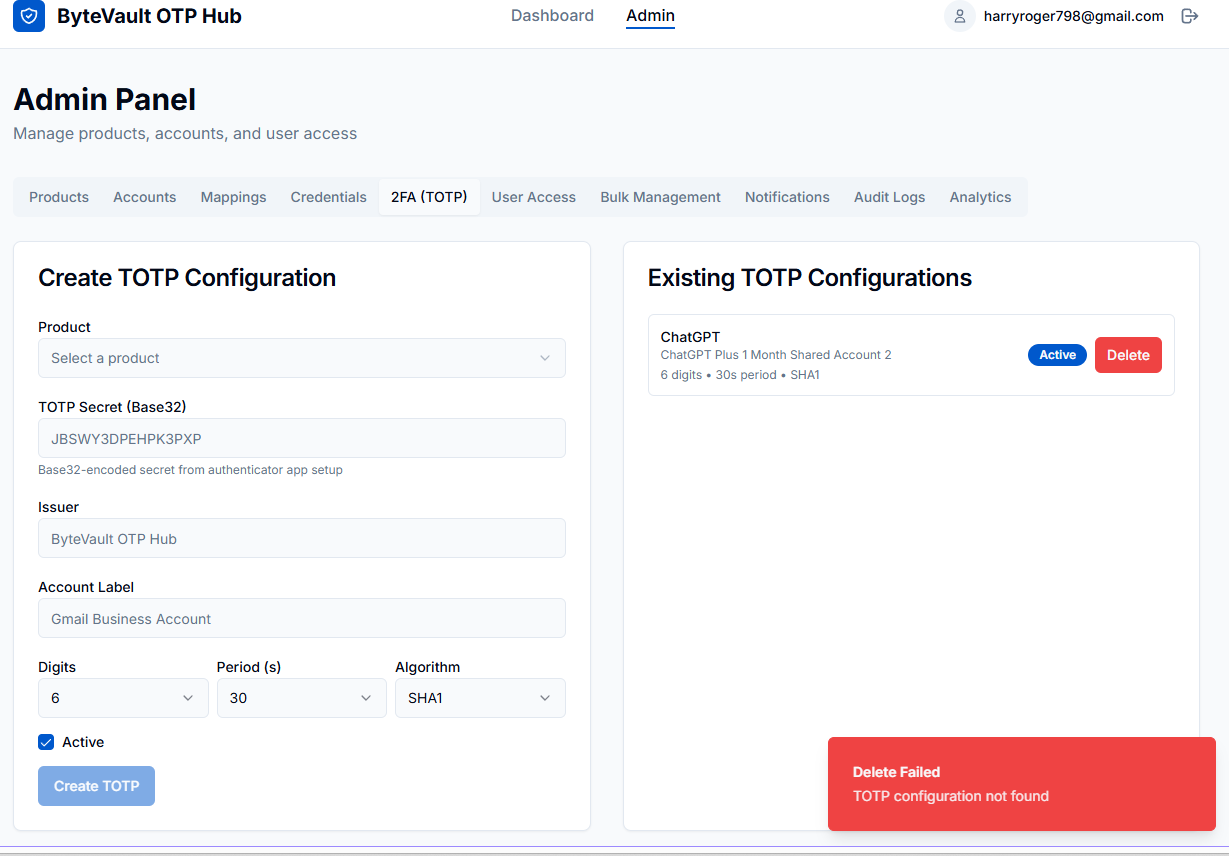 ByteVault OTP Hub
Dashboard
Admin
harryroger798@gmail.com
Admin Panel
Manage products, accounts, and user access
Products
Accounts
Mappings
Credentials
2FA (TOTP)
User Access
Bulk Management
Notifications
Audit Logs
Analytics
Create TOTP Configuration
Product
Select a product
TOTP Secret (Base32)
JBSWY3DPEHPK3PXP
Base32-encoded secret from authenticator app setup
Issuer
ByteVault OTP Hub
Account Label
Gmail Business Account
Digits
Period (s)
Algorithm
6
30
SHA1
Active
Create TOTP
Existing TOTP Configurations
ChatGPT
ChatGPT Plus 1 Month Shared Account 2
6 digits • 30s period • SHA1
Active
Delete
Delete Failed
TOTP configuration not found